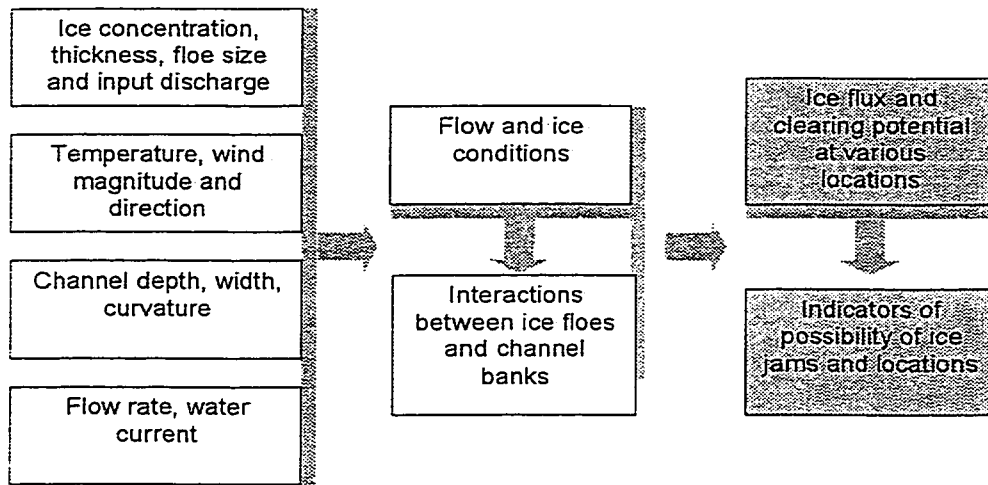 Ice concentration,
thickness, floe size
and input discharge
Temperature, wind
magnitude and
direction
Channel depth, width,
curvature
Flow rate, water
current
Flow and ice
conditions
Interactions
between ice floes
and channel
banks
Ice flux and
clearing potential
at various
locations
Indicators of
possibility of ice
jams and locations